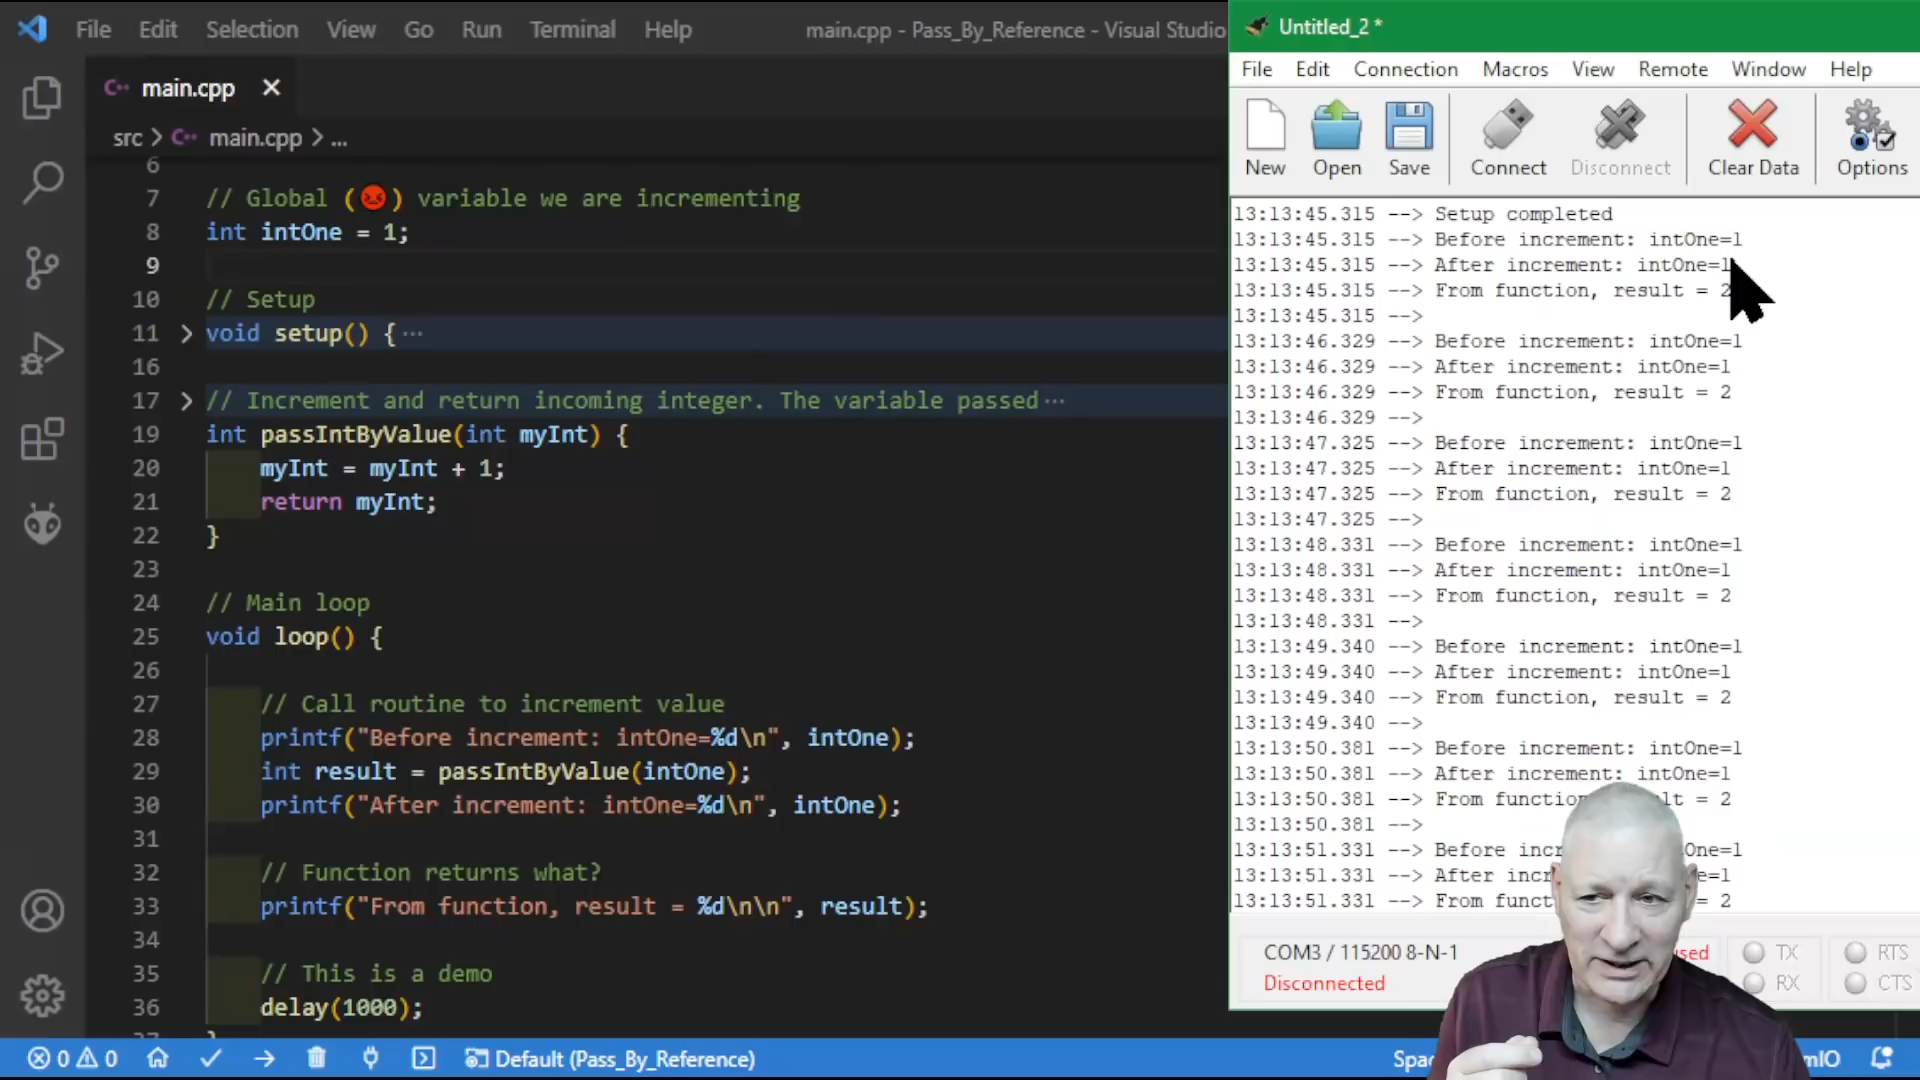 File Edit Selection View Go Run Terminal Help main.cpp - Pass_By_Reference - Visual Studio
main.cpp
src > main.cpp > ...
6
7 // Global (😡) variable we are incrementing
8 int intOne = 1;
9
10 // Setup
11 void setup() { ...
16
17 // Increment and return incoming integer. The variable passed ...
19 int passIntByValue(int myInt) {
20 myInt = myInt + 1;
21 return myInt;
22 }
23
24 // Main loop
25 void loop() {
26
27 // Call routine to increment value
28 printf("Before increment: intOne=%d\n", intOne);
29 int result = passIntByValue(intOne);
30 printf("After increment: intOne=%d\n", intOne);
31
32 // Function returns what?
33 printf("From function, result = %d\n\n", result);
34
35 // This is a demo
36 delay(1000);
0 0 Default (Pass_By_Reference)
Untitled_2 *
File Edit Connection Macros View Remote Window Help
New Open Save Connect Disconnect Clear Data Options
13:13:45.315 --> Setup completed
13:13:45.315 --> Before increment: intOne=1
13:13:45.315 --> After increment: intOne=1
13:13:45.315 --> From function, result = 2
13:13:45.315 -->
13:13:46.329 --> Before increment: intOne=1
13:13:46.329 --> After increment: intOne=1
13:13:46.329 --> From function, result = 2
13:13:46.329 -->
13:13:47.325 --> Before increment: intOne=1
13:13:47.325 --> After increment: intOne=1
13:13:47.325 --> From function, result = 2
13:13:47.325 -->
13:13:48.331 --> Before increment: intOne=1
13:13:48.331 --> After increment: intOne=1
13:13:48.331 --> From function, result = 2
13:13:48.331 -->
13:13:49.340 --> Before increment: intOne=1
13:13:49.340 --> After increment: intOne=1
13:13:49.340 --> From function, result = 2
13:13:49.340 -->
13:13:50.381 --> Before increment: intOne=1
13:13:50.381 --> After increment: intOne=1
13:13:50.381 --> From function lt = 2
13:13:50.381 -->
13:13:51.331 --> Before incr One=1
13:13:51.331 --> After incr e=1
13:13:51.331 --> From funct = 2
COM3 / 115200 8-N-1 sed TX RTS
Disconnected RX CTS
Spac mIO